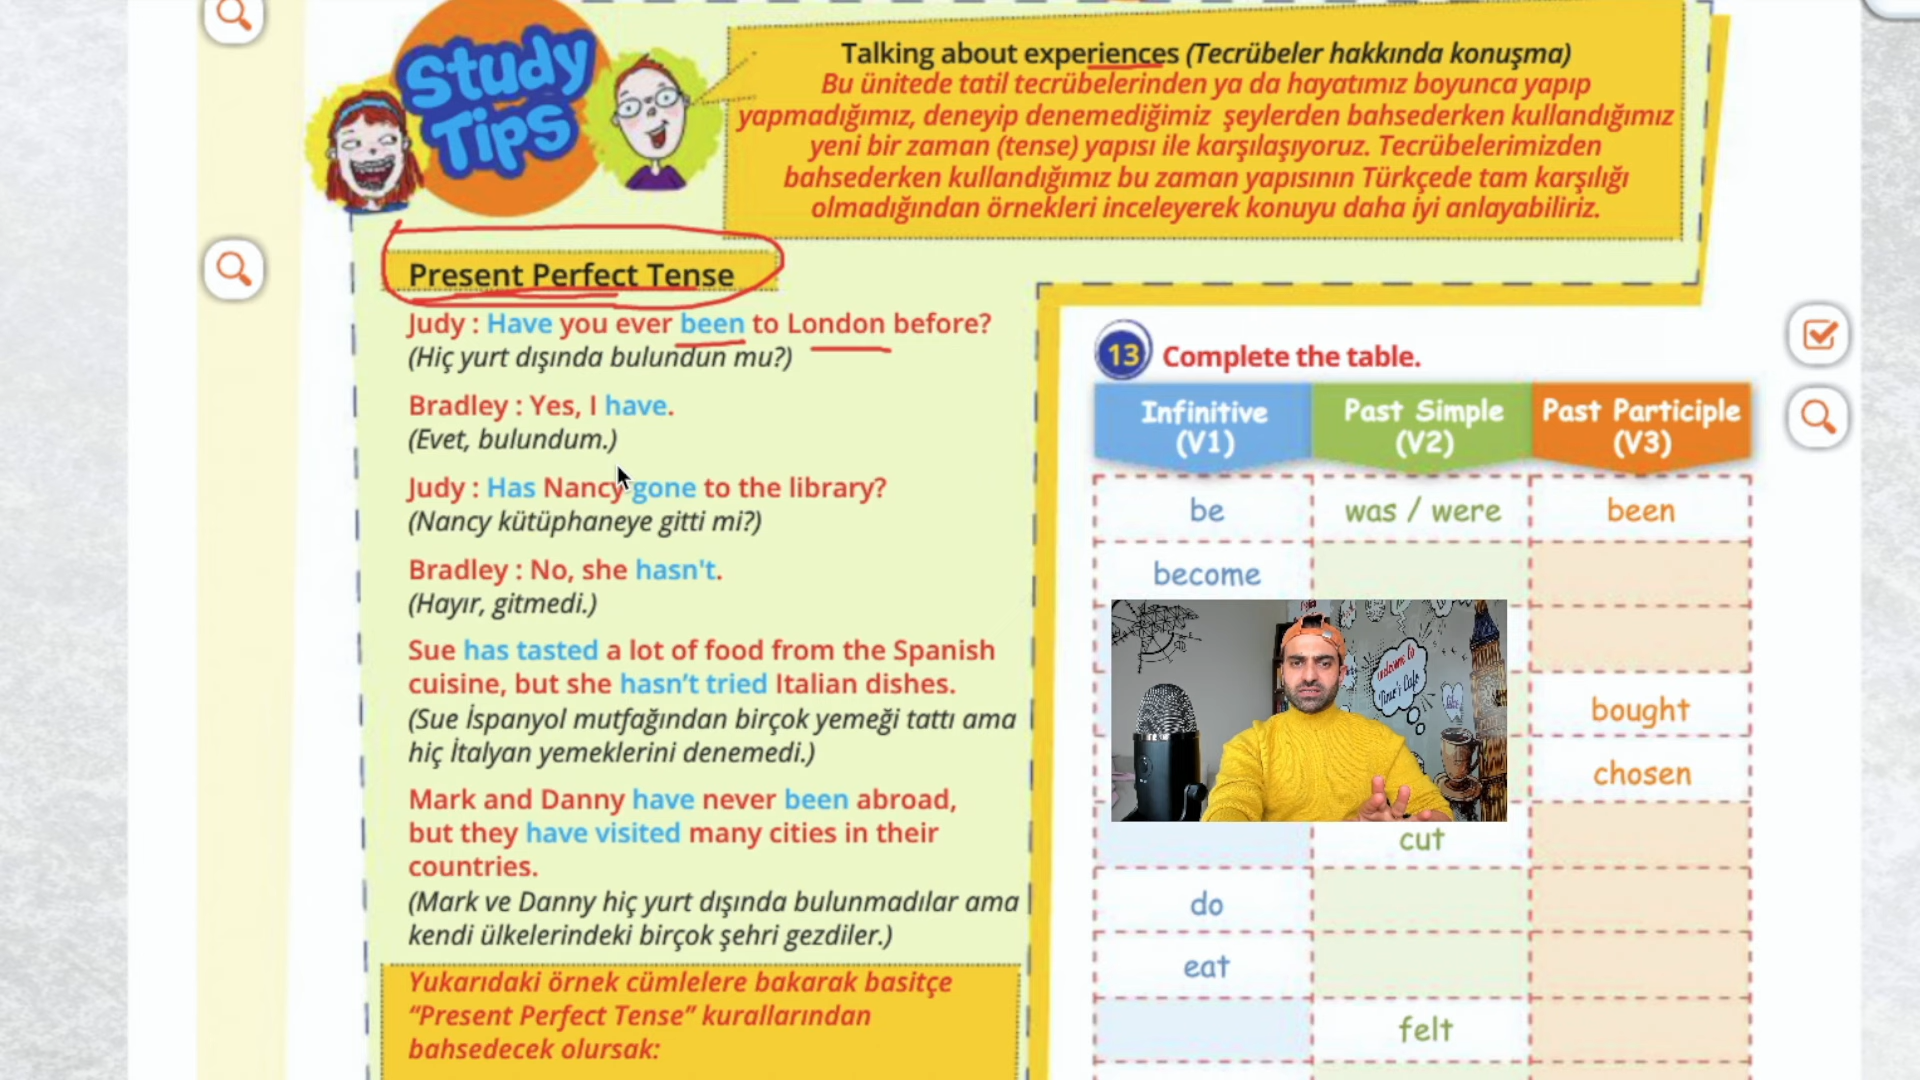 Study
Tips
Talking about experiences (Tecrübeler hakkında konuşma)
Bu ünitede tatil tecrübelerinden ya da hayatımız boyunca yapıp
yapmadığımız, deneyip denemediğimiz şeylerden bahsederken kullandığımız
yeni bir zaman (tense) yapısı ile karşılaşıyoruz. Tecrübelerimizden
bahsederken kullandığımız bu zaman yapısının Türkçede tam karşılığı
olmadığından örnekleri inceleyerek konuyu daha iyi anlayabiliriz.
Present Perfect Tense
Judy : Have you ever been to London before?
(Hiç yurt dışında bulundun mu?)
Bradley : Yes, I have.
(Evet, bulundum.)
Judy : Has Nancy gone to the library?
(Nancy kütüphaneye gitti mi?)
Bradley : No, she hasn't.
(Hayır, gitmedi.)
Sue has tasted a lot of food from the Spanish
cuisine, but she hasn’t tried Italian dishes.
(Sue İspanyol mutfağından birçok yemeği tattı ama
hiç İtalyan yemeklerini denemedi.)
Mark and Danny have never been abroad,
but they have visited many cities in their
countries.
(Mark ve Danny hiç yurt dışında bulunmadılar ama
kendi ülkelerindeki birçok şehri gezdiler.)
Yukarıdaki örnek cümlelere bakarak basitçe
“Present Perfect Tense” kurallarından
bahsedecek olursak:
13 Complete the table.
Infinitive Past Simple Past Participle
(V1) (V2) (V3)
be was / were been
become
bought
chosen
cut
do
eat
felt
welcome to